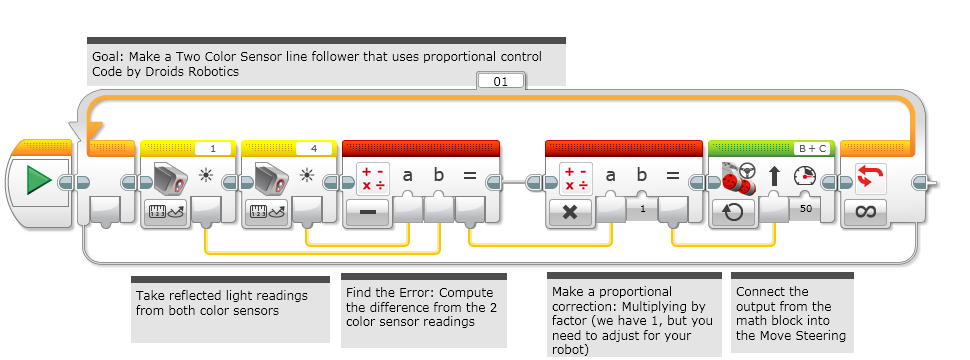 Goal: Make a Two Color Sensor line follower that uses proportional control
Code by Droids Robotics
01
1
4
B + C
a b =
a b =
1
50
Take reflected light readings
from both color sensors
Find the Error: Compute
the difference from the 2
color sensor readings
Make a proportional
correction: Multiplying by
factor (we have 1, but you
need to adjust for your
robot)
Connect the
output from the
math block into
the Move Steering